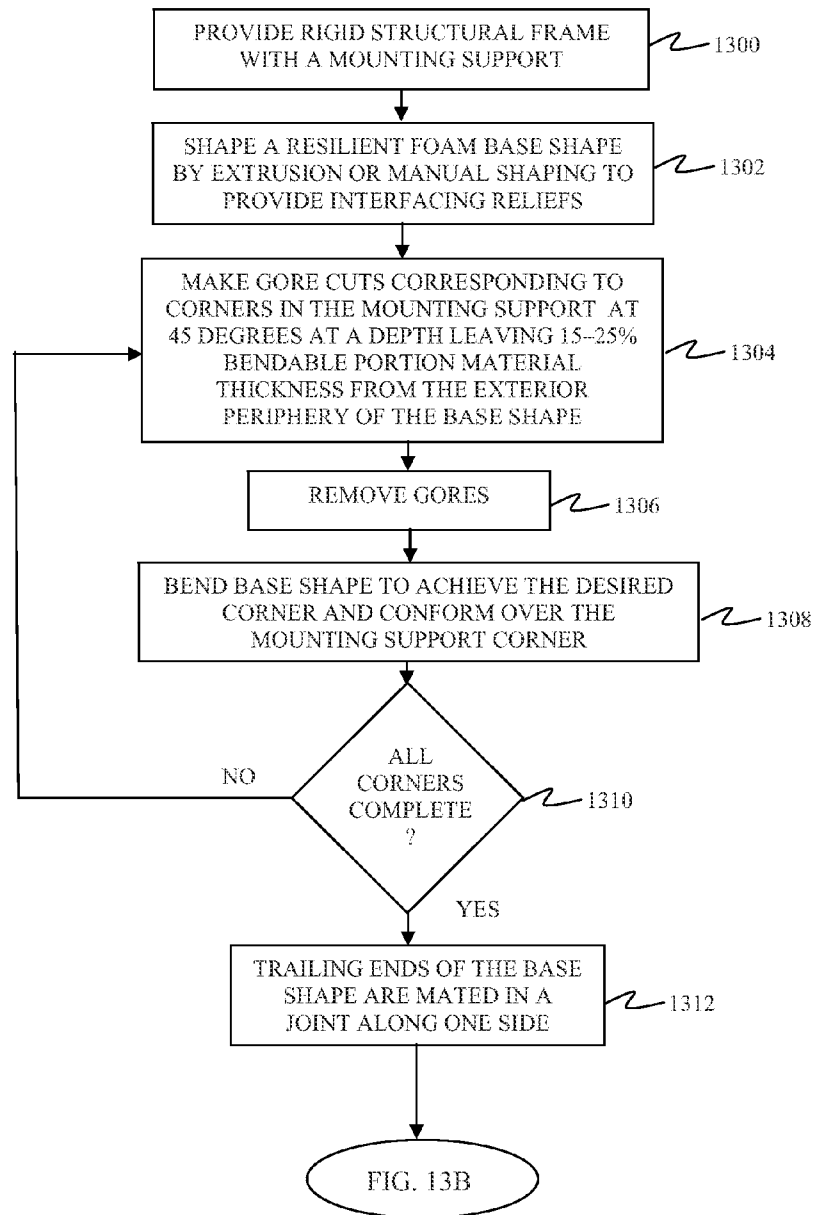 PROVIDE RIGID STRUCTURAL FRAME
WITH A MOUNTING SUPPORT
1300
SHAPE A RESILIENT FOAM BASE SHAPE
BY EXTRUSION OR MANUAL SHAPING TO
PROVIDE INTERFACING RELIEFS
1302
MAKE GORE CUTS CORRESPONDING TO
CORNERS IN THE MOUNTING SUPPORT AT
45 DEGREES AT A DEPTH LEAVING 15--25%
BENDABLE PORTION MATERIAL
THICKNESS FROM THE EXTERIOR
PERIPHERY OF THE BASE SHAPE
1304
REMOVE GORES
1306
BEND BASE SHAPE TO ACHIEVE THE DESIRED
CORNER AND CONFORM OVER THE
MOUNTING SUPPORT CORNER
1308
ALL
CORNERS
COMPLETE
?
1310
NO
YES
TRAILING ENDS OF THE BASE
SHAPE ARE MATED IN A
JOINT ALONG ONE SIDE
1312
FIG. 13B